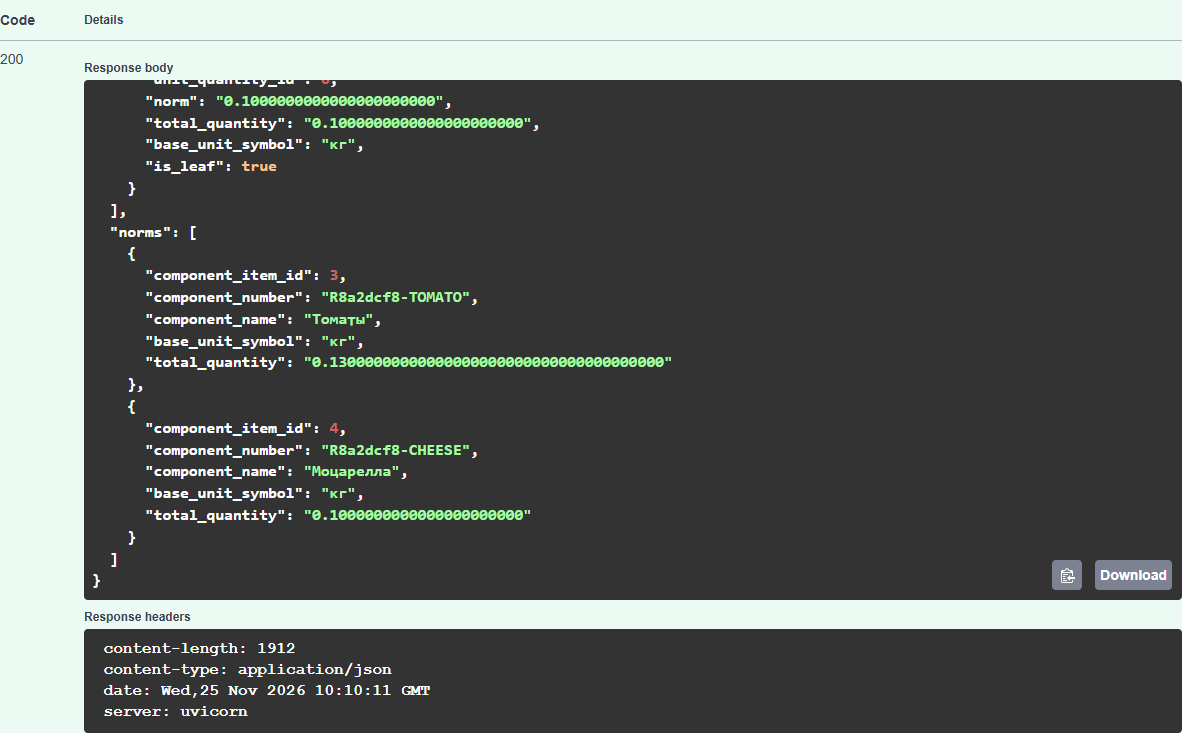 Code Details
200
Response body
"unit_quantity_id": 6,
"norm": "0.1000000000000000000000",
"total_quantity": "0.1000000000000000000000",
"base_unit_symbol": "кг",
"is_leaf": true
}
],
"norms": [
{
"component_item_id": 3,
"component_number": "R8a2dcf8-TOMATO",
"component_name": "Томаты",
"base_unit_symbol": "кг",
"total_quantity": "0.13000000000000000000000000000000000000"
},
{
"component_item_id": 4,
"component_number": "R8a2dcf8-CHEESE",
"component_name": "Моцарелла",
"base_unit_symbol": "кг",
"total_quantity": "0.1000000000000000000000"
}
]
}
Download
Response headers
content-length: 1912
content-type: application/json
date: Wed,25 Nov 2026 10:10:11 GMT
server: uvicorn